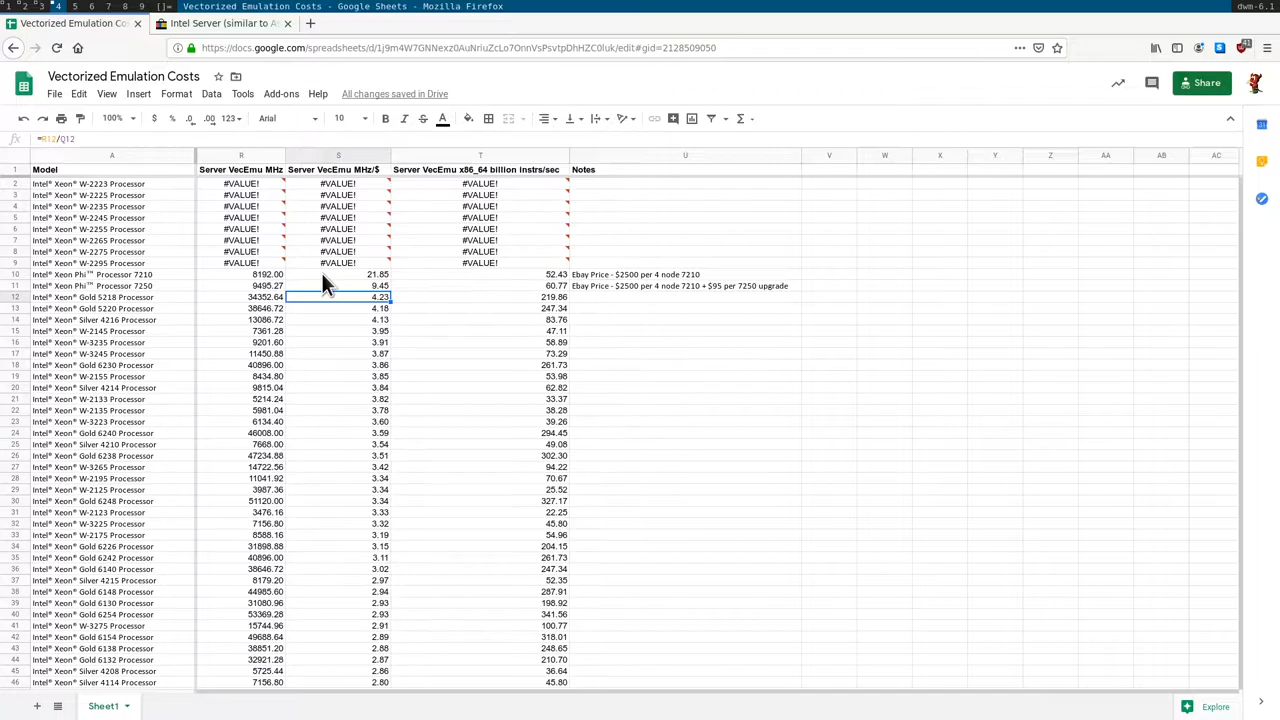 1 2 3 4 5 6 7 8 9 []= Vectorized Emulation Costs - Google Sheets - Mozilla Firefox dwm-6.1
Vectorized Emulation Co Intel Server (similar to A
https://docs.google.com/spreadsheets/d/1j9m4W7GNNexz0AuNriuZcLo7OnnVsPsvtpDhHZC0Iuk/edit#gid=2128509050
Vectorized Emulation Costs
File Edit View Insert Format Data Tools Add-ons Help All changes saved in Drive
Share
100% $ % .0 .00 123 Arial 10 B I S A
fx =R12/Q12
A R S T U V W X Y Z AA AB AC
1 Model Server VecEmu MHz Server VecEmu MHz/$ Server VecEmu x86_64 billion instrs/sec Notes
2 Intel® Xeon® W-2223 Processor #VALUE! #VALUE! #VALUE!
3 Intel® Xeon® W-2225 Processor #VALUE! #VALUE! #VALUE!
4 Intel® Xeon® W-2235 Processor #VALUE! #VALUE! #VALUE!
5 Intel® Xeon® W-2245 Processor #VALUE! #VALUE! #VALUE!
6 Intel® Xeon® W-2255 Processor #VALUE! #VALUE! #VALUE!
7 Intel® Xeon® W-2265 Processor #VALUE! #VALUE! #VALUE!
8 Intel® Xeon® W-2275 Processor #VALUE! #VALUE! #VALUE!
9 Intel® Xeon® W-2295 Processor #VALUE! #VALUE! #VALUE!
10 Intel® Xeon Phi™ Processor 7210 8192.00 21.85 52.43 Ebay Price - $2500 per 4 node 7210
11 Intel® Xeon Phi™ Processor 7250 9495.27 9.45 60.77 Ebay Price - $2500 per 4 node 7210 + $95 per 7250 upgrade
12 Intel® Xeon® Gold 5218 Processor 34352.64 4.23 219.86
13 Intel® Xeon® Gold 5220 Processor 38646.72 4.18 247.34
14 Intel® Xeon® Silver 4216 Processor 13086.72 4.13 83.76
15 Intel® Xeon® W-2145 Processor 7361.28 3.95 47.11
16 Intel® Xeon® W-3235 Processor 9201.60 3.91 58.89
17 Intel® Xeon® W-3245 Processor 11450.88 3.87 73.29
18 Intel® Xeon® Gold 6230 Processor 40896.00 3.86 261.73
19 Intel® Xeon® W-2155 Processor 8434.80 3.85 53.98
20 Intel® Xeon® Silver 4214 Processor 9815.04 3.84 62.82
21 Intel® Xeon® W-2133 Processor 5214.24 3.82 33.37
22 Intel® Xeon® W-2135 Processor 5981.04 3.78 38.28
23 Intel® Xeon® W-3223 Processor 6134.40 3.60 39.26
24 Intel® Xeon® Gold 6240 Processor 46008.00 3.59 294.45
25 Intel® Xeon® Silver 4210 Processor 7668.00 3.54 49.08
26 Intel® Xeon® Gold 6238 Processor 47234.88 3.51 302.30
27 Intel® Xeon® W-3265 Processor 14722.56 3.42 94.22
28 Intel® Xeon® W-2195 Processor 11041.92 3.34 70.67
29 Intel® Xeon® W-2125 Processor 3987.36 3.34 25.52
30 Intel® Xeon® Gold 6248 Processor 51120.00 3.34 327.17
31 Intel® Xeon® W-2123 Processor 3476.16 3.33 22.25
32 Intel® Xeon® W-3225 Processor 7156.80 3.32 45.80
33 Intel® Xeon® W-2175 Processor 8588.16 3.19 54.96
34 Intel® Xeon® Gold 6226 Processor 31898.88 3.15 204.15
35 Intel® Xeon® Gold 6242 Processor 40896.00 3.11 261.73
36 Intel® Xeon® Gold 6140 Processor 38646.72 3.02 247.34
37 Intel® Xeon® Silver 4215 Processor 8179.20 2.97 52.35
38 Intel® Xeon® Gold 6148 Processor 44985.60 2.94 287.91
39 Intel® Xeon® Gold 6130 Processor 31080.96 2.93 198.92
40 Intel® Xeon® Gold 6254 Processor 53369.28 2.93 341.56
41 Intel® Xeon® W-3275 Processor 15744.96 2.91 100.77
42 Intel® Xeon® Gold 6154 Processor 49688.64 2.89 318.01
43 Intel® Xeon® Gold 6138 Processor 38851.20 2.88 248.65
44 Intel® Xeon® Gold 6132 Processor 32921.28 2.87 210.70
45 Intel® Xeon® Silver 4208 Processor 5725.44 2.86 36.64
46 Intel® Xeon® Silver 4114 Processor 7156.80 2.80 45.80
Sheet1 Explore